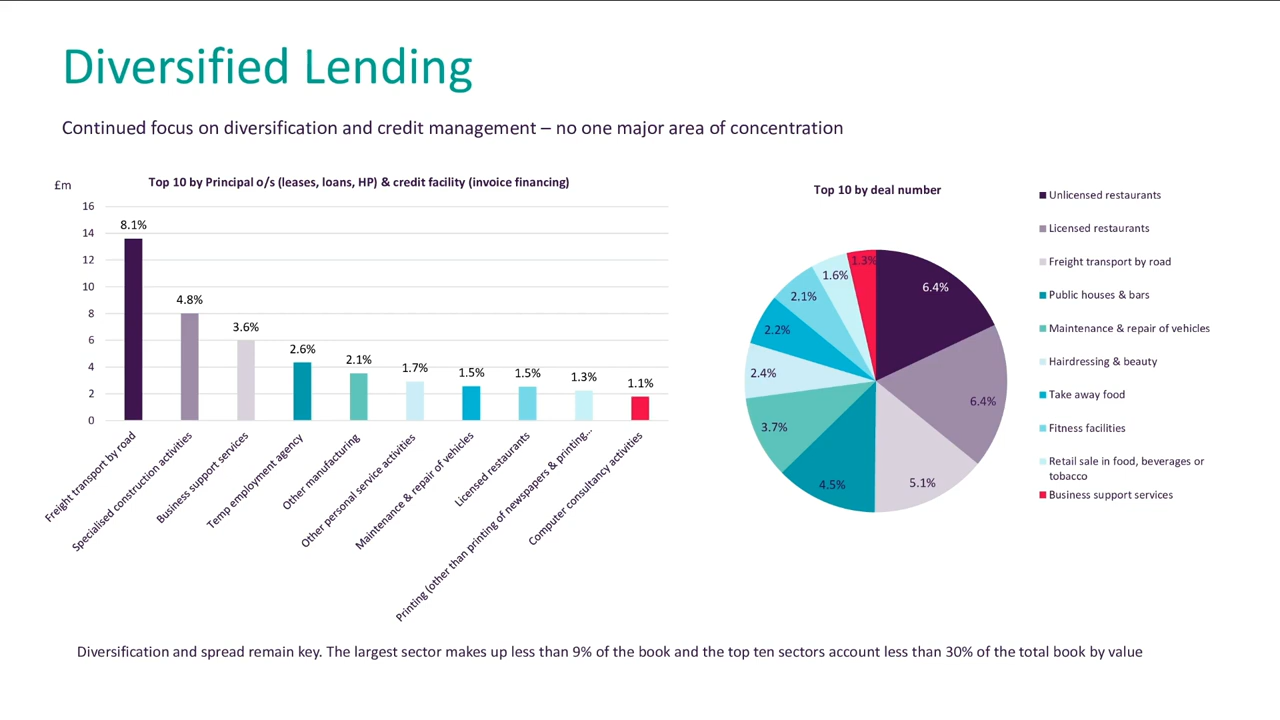 Diversified Lending
Continued focus on diversification and credit management – no one major area of concentration
£m
Top 10 by Principal o/s (leases, loans, HP) & credit facility (invoice financing)
16
14
12
10
8
6
4
2
0
8.1%
4.8%
3.6%
2.6%
2.1%
1.7%
1.5%
1.5%
1.3%
1.1%
Freight transport by road
Specialised construction activities
Business support services
Temp employment agency
Other manufacturing
Other personal service activities
Maintenance & repair of vehicles
Licensed restaurants
Printing (other than printing of newspapers & printing...
Computer consultancy activities
Top 10 by deal number
6.4%
6.4%
5.1%
4.5%
3.7%
2.4%
2.2%
2.1%
1.6%
1.3%
Unlicensed restaurants
Licensed restaurants
Freight transport by road
Public houses & bars
Maintenance & repair of vehicles
Hairdressing & beauty
Take away food
Fitness facilities
Retail sale in food, beverages or
tobacco
Business support services
Diversification and spread remain key. The largest sector makes up less than 9% of the book and the top ten sectors account less than 30% of the total book by value